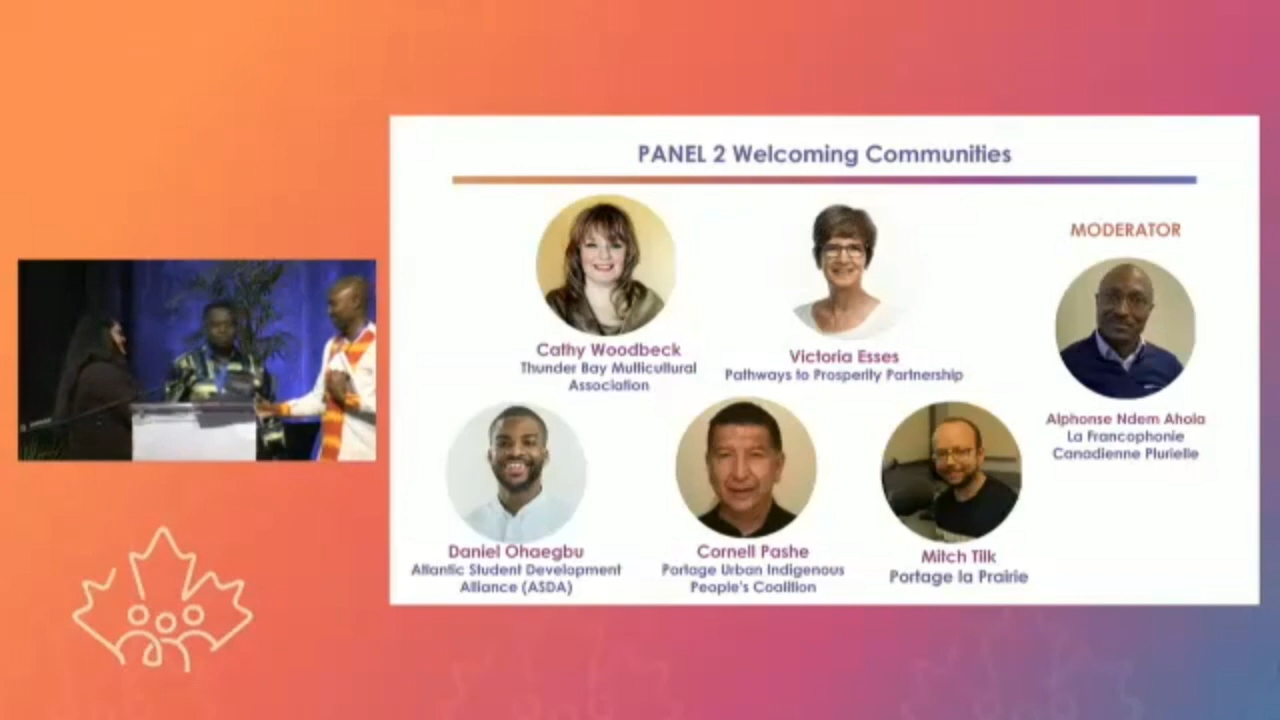 PANEL 2 Welcoming Communities
Cathy Woodbeck
Thunder Bay Multicultural
Association
Victoria Esses
Pathways to Prosperity Partnership
MODERATOR
Alphonse Ndem Ahola
La Francophonie
Canadienne Plurielle
Daniel Ohaegbu
Atlantic Student Development
Alliance (ASDA)
Cornell Pashe
Portage Urban Indigenous
People's Coalition
Mitch Tilk
Portage la Prairie